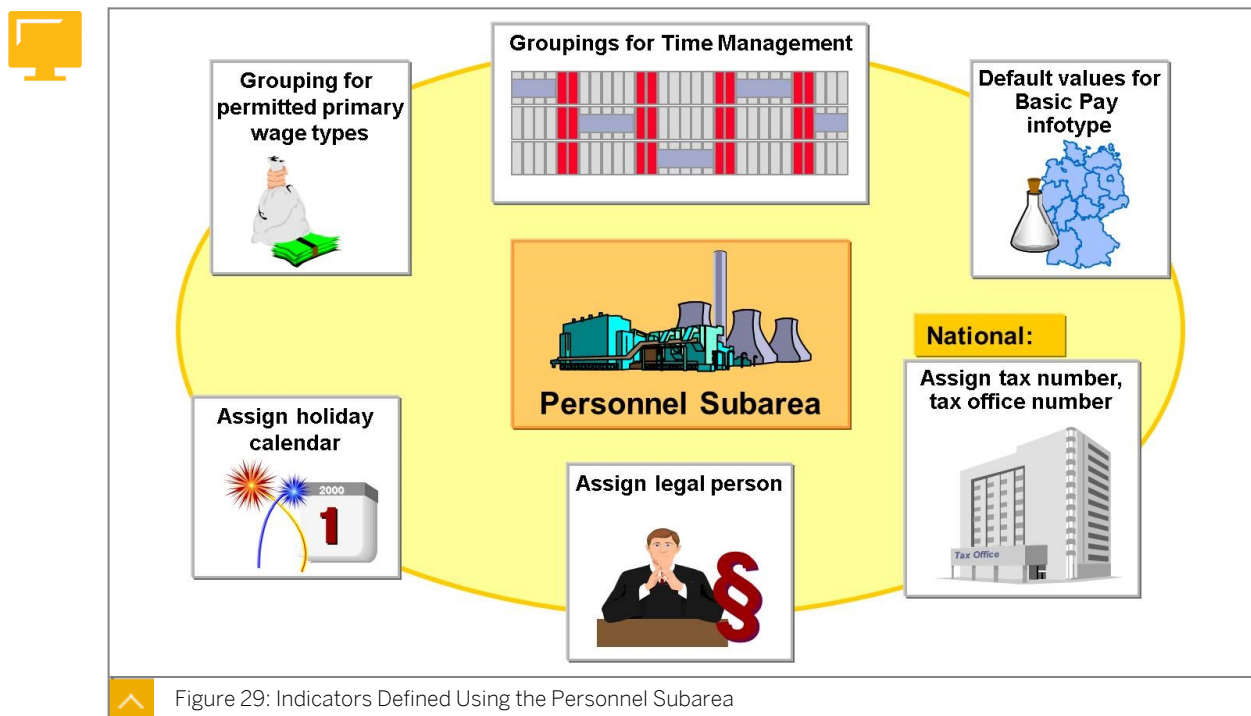 Groupings for Time Management
Grouping for
permitted primary
wage types
Default values for
Basic Pay
infotype
Personnel Subarea
National:
Assign tax number,
tax office number
Tax Office
Assign holiday
calendar
2000
1
Assign legal person
§
Figure 29: Indicators Defined Using the Personnel Subarea